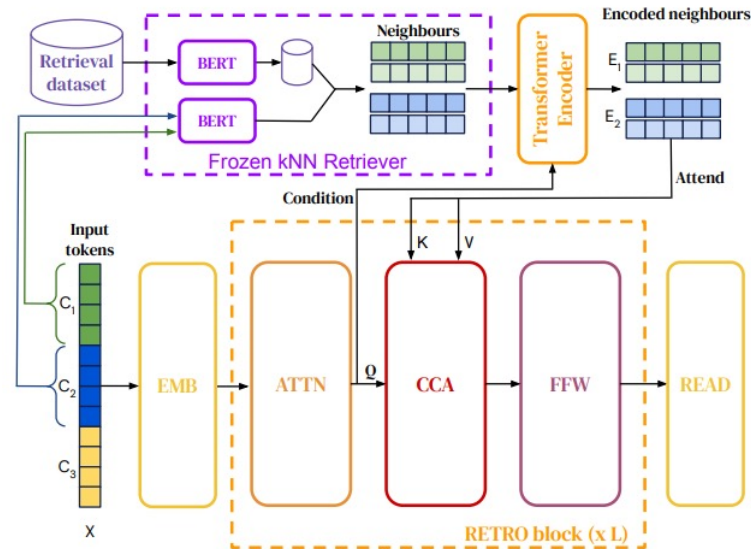 Retrieval
dataset
BERT
BERT
Frozen kNN Retriever
Neighbours
Transformer
Encoder
Encoded neighbours
E1
E2
Condition
Attend
Input
tokens
C1
C2
C3
X
EMB
ATTN
Q
K
V
CCA
FFW
READ
RETRO block (x L)